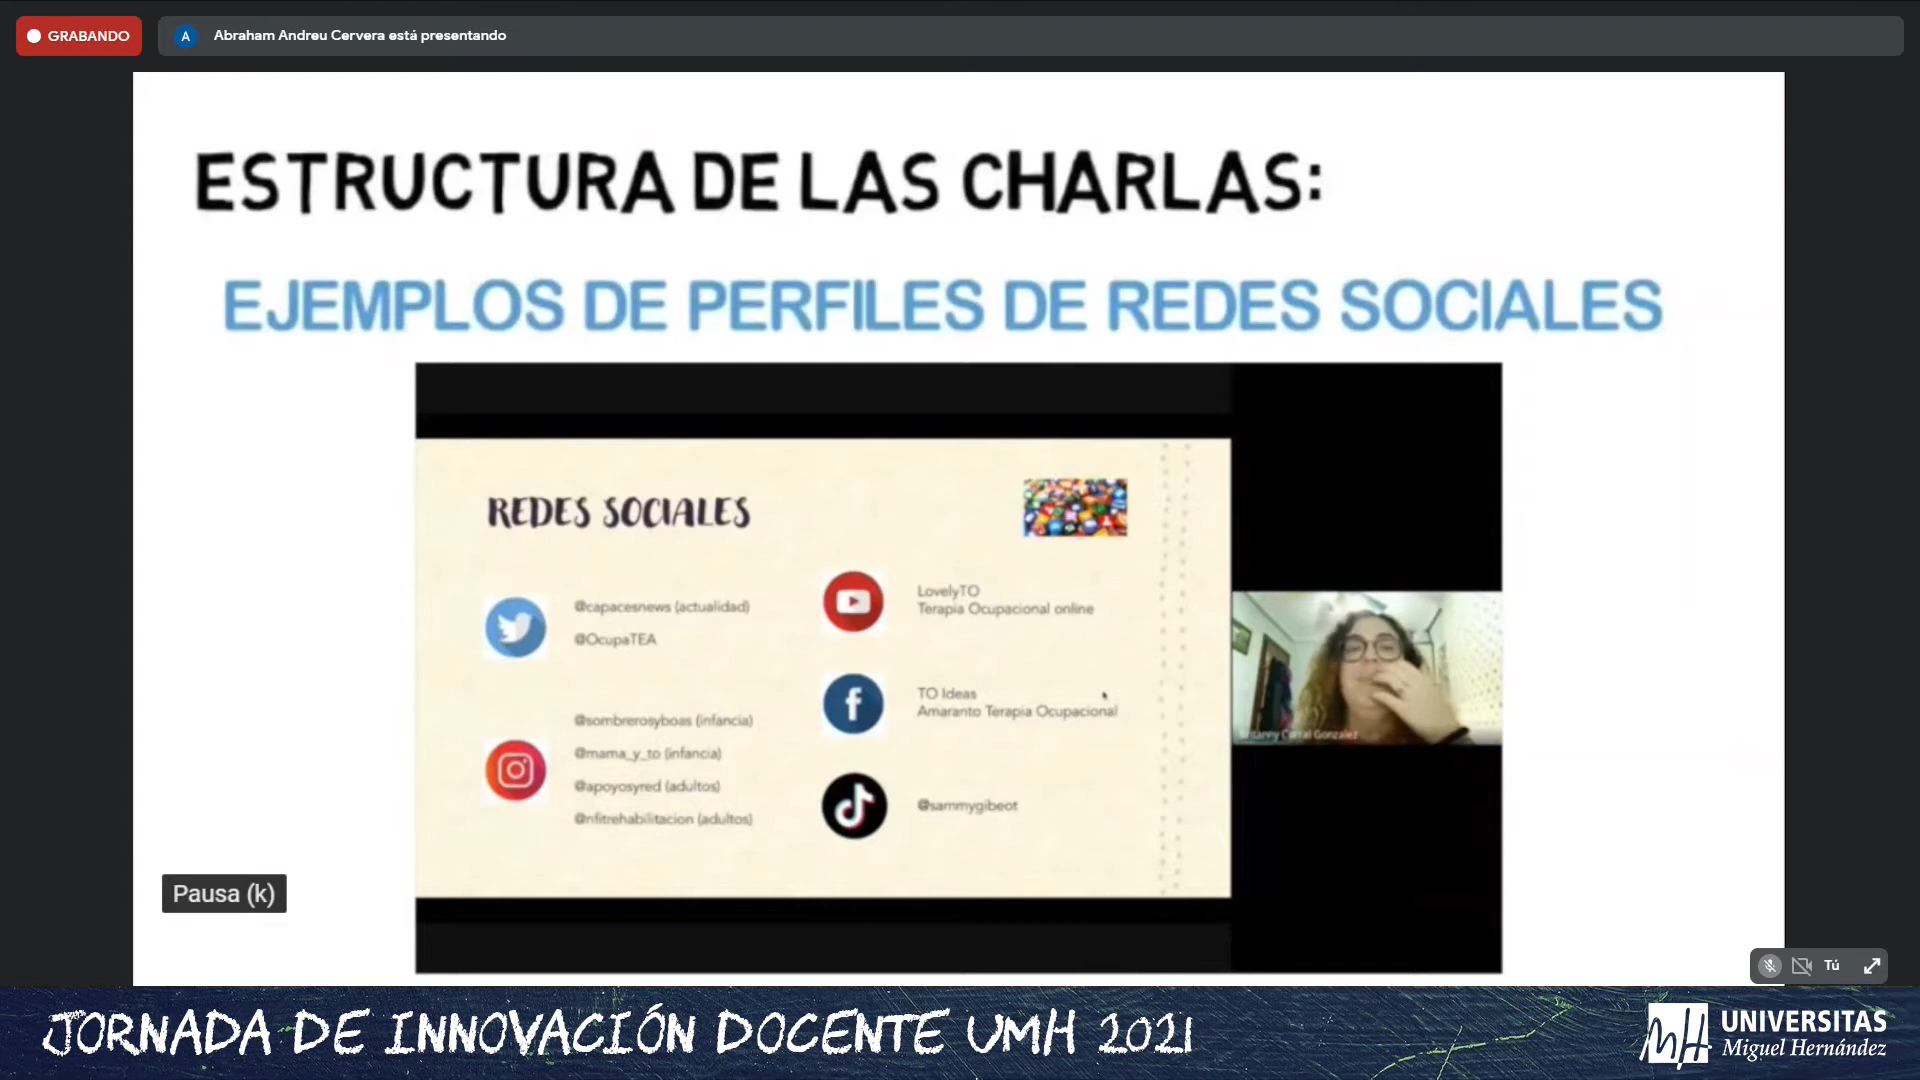 GRABANDO
A
Abraham Andreu Cervera está presentando
ESTRUCTURA DE LAS CHARLAS:
EJEMPLOS DE PERFILES DE REDES SOCIALES
REDES SOCIALES
@capacesnews (actualidad)
@OcupaTEA
@sombrerosyboas (infancia)
@mama_y_to (infancia)
@apoyosyred (adultos)
@nfitrehabilitacion (adultos)
LovelyTO
Terapia Ocupacional online
TO Ideas
Amaranto Terapia Ocupacional
@sammygibeot
Corral Gonzalez
Pausa (k)
Tú
JORNADA DE INNOVACIÓN DOCENTE UMH 2021
UNIVERSITAS
Miguel Hernández